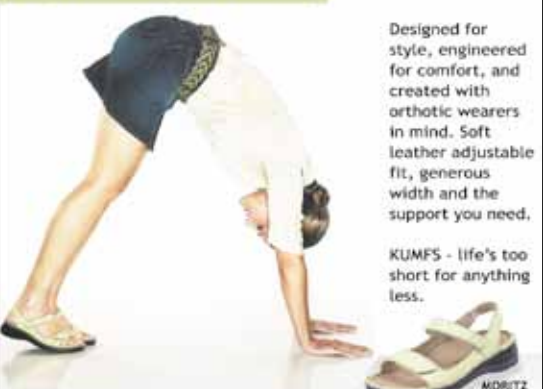 Designed for
style, engineered
for comfort, and
created with
orthotic wearers
in mind. Soft
leather adjustable
fit, generous
width and the
support you need.
KUMFS - life's too
short for anything
less.
MORITZ